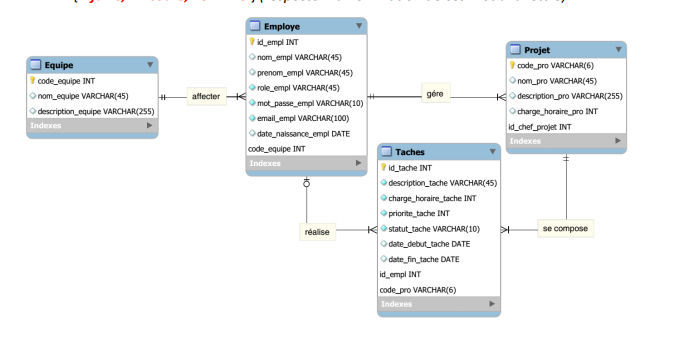 Equipe
code_equipe INT
nom_equipe VARCHAR(45)
description_equipe VARCHAR(255)
Indexes
affecter
Employe
id_empl INT
nom_empl VARCHAR(45)
prenom_empl VARCHAR(45)
role_empl VARCHAR(45)
mot_passe_empl VARCHAR(10)
email_empl VARCHAR(100)
date_naissance_empl DATE
code_equipe INT
Indexes
gére
Projet
code_pro VARCHAR(6)
nom_pro VARCHAR(45)
description_pro VARCHAR(255)
charge_horaire_pro INT
id_chef_projet INT
Indexes
réalise
Taches
id_tache INT
description_tache VARCHAR(45)
charge_horaire_tache INT
priorite_tache INT
statut_tache VARCHAR(10)
date_debut_tache DATE
date_fin_tache DATE
id_empl INT
code_pro VARCHAR(6)
Indexes
se compose